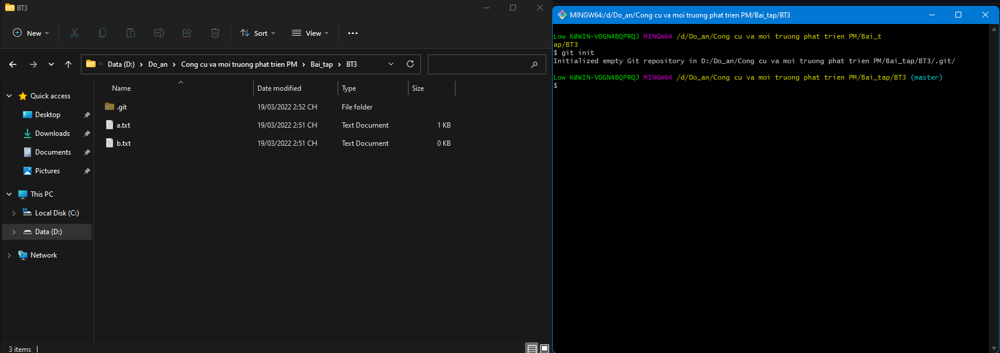 BT3
New
Sort
View
Data (D:) > Do_an > Cong cu va moi truong phat trien PM > Bai_tap > BT3
Name Date modified Type Size
.git 19/03/2022 2:52 CH File folder
a.txt 19/03/2022 2:51 CH Text Document 1 KB
b.txt 19/03/2022 2:51 CH Text Document 0 KB
Quick access
Desktop
Downloads
Documents
Pictures
This PC
Local Disk (C:)
Data (D:)
Network
3 items
MINGW64:/d/Do_an/Cong cu va moi truong phat trien PM/Bai_tap/BT3
Low K@WIN-VOGN4BQPRQJ MINGW64 /d/Do_an/Cong cu va moi truong phat trien PM/Bai_t
ap/BT3
$ git init
Initialized empty Git repository in D:/Do_an/Cong cu va moi truong phat trien PM/Bai_tap/BT3/.git/
Low K@WIN-VOGN4BQPRQJ MINGW64 /d/Do_an/Cong cu va moi truong phat trien PM/Bai_tap/BT3 (master)
$